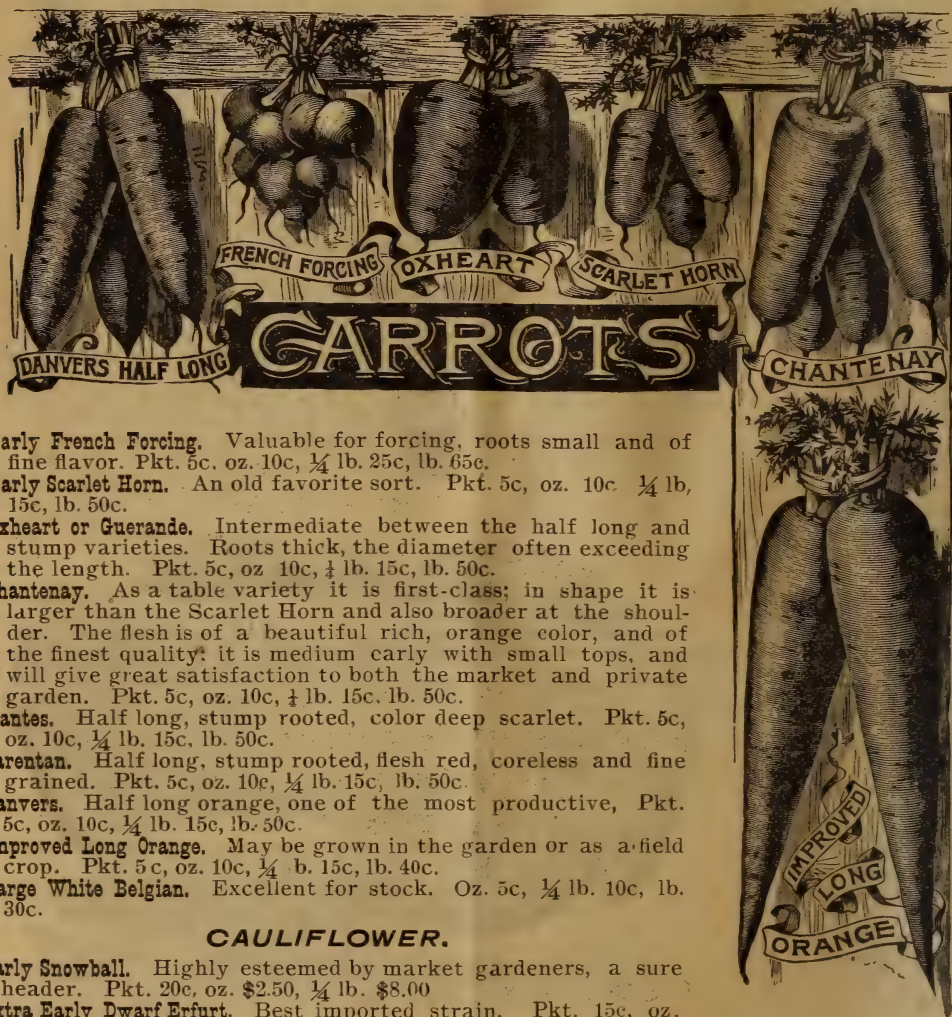 FRENCH FORCING
OXHEART
SCARLET HORN
DANVERS HALF LONG
CARROTS
CHANTENAY
arly French Forcing. Valuable for forcing, roots small and of
fine flavor. Pkt. 5c. oz. 10c, ¼ lb. 25c, lb. 65c.
arly Scarlet Horn. An old favorite sort. Pkt. 5c, oz. 10c ¼ lb,
15c, lb. 50c.
xheart or Guerande. Intermediate between the half long and
stump varieties. Roots thick, the diameter often exceeding
the length. Pkt. 5c, oz 10c, ¼ lb. 15c, lb. 50c.
hantenay. As a table variety it is first-class; in shape it is
larger than the Scarlet Horn and also broader at the shoul-
der. The flesh is of a beautiful rich, orange color, and of
the finest quality: it is medium carly with small tops, and
will give great satisfaction to both the market and private
garden. Pkt. 5c, oz. 10c, ¼ lb. 15c. lb. 50c.
antes. Half long, stump rooted, color deep scarlet. Pkt. 5c,
oz. 10c, ¼ lb. 15c, lb. 50c.
arentan. Half long, stump rooted, flesh red, coreless and fine
grained. Pkt. 5c, oz. 10c, ¼ lb. 15c, lb. 50c.
anvers. Half long orange, one of the most productive, Pkt.
5c, oz. 10c, ¼ lb. 15c, lb. 50c.
mproved Long Orange. May be grown in the garden or as a field
crop. Pkt. 5 c, oz. 10c, ¼ b. 15c, lb. 40c.
arge White Belgian. Excellent for stock. Oz. 5c, ¼ lb. 10c, lb.
30c.
IMPROVED
LONG
ORANGE
CAULIFLOWER.
arly Snowball. Highly esteemed by market gardeners, a sure
header. Pkt. 20c, oz. $2.50, ¼ lb. $8.00
xtra Early Dwarf Erfurt. Best imported strain. Pkt. 15c, oz.